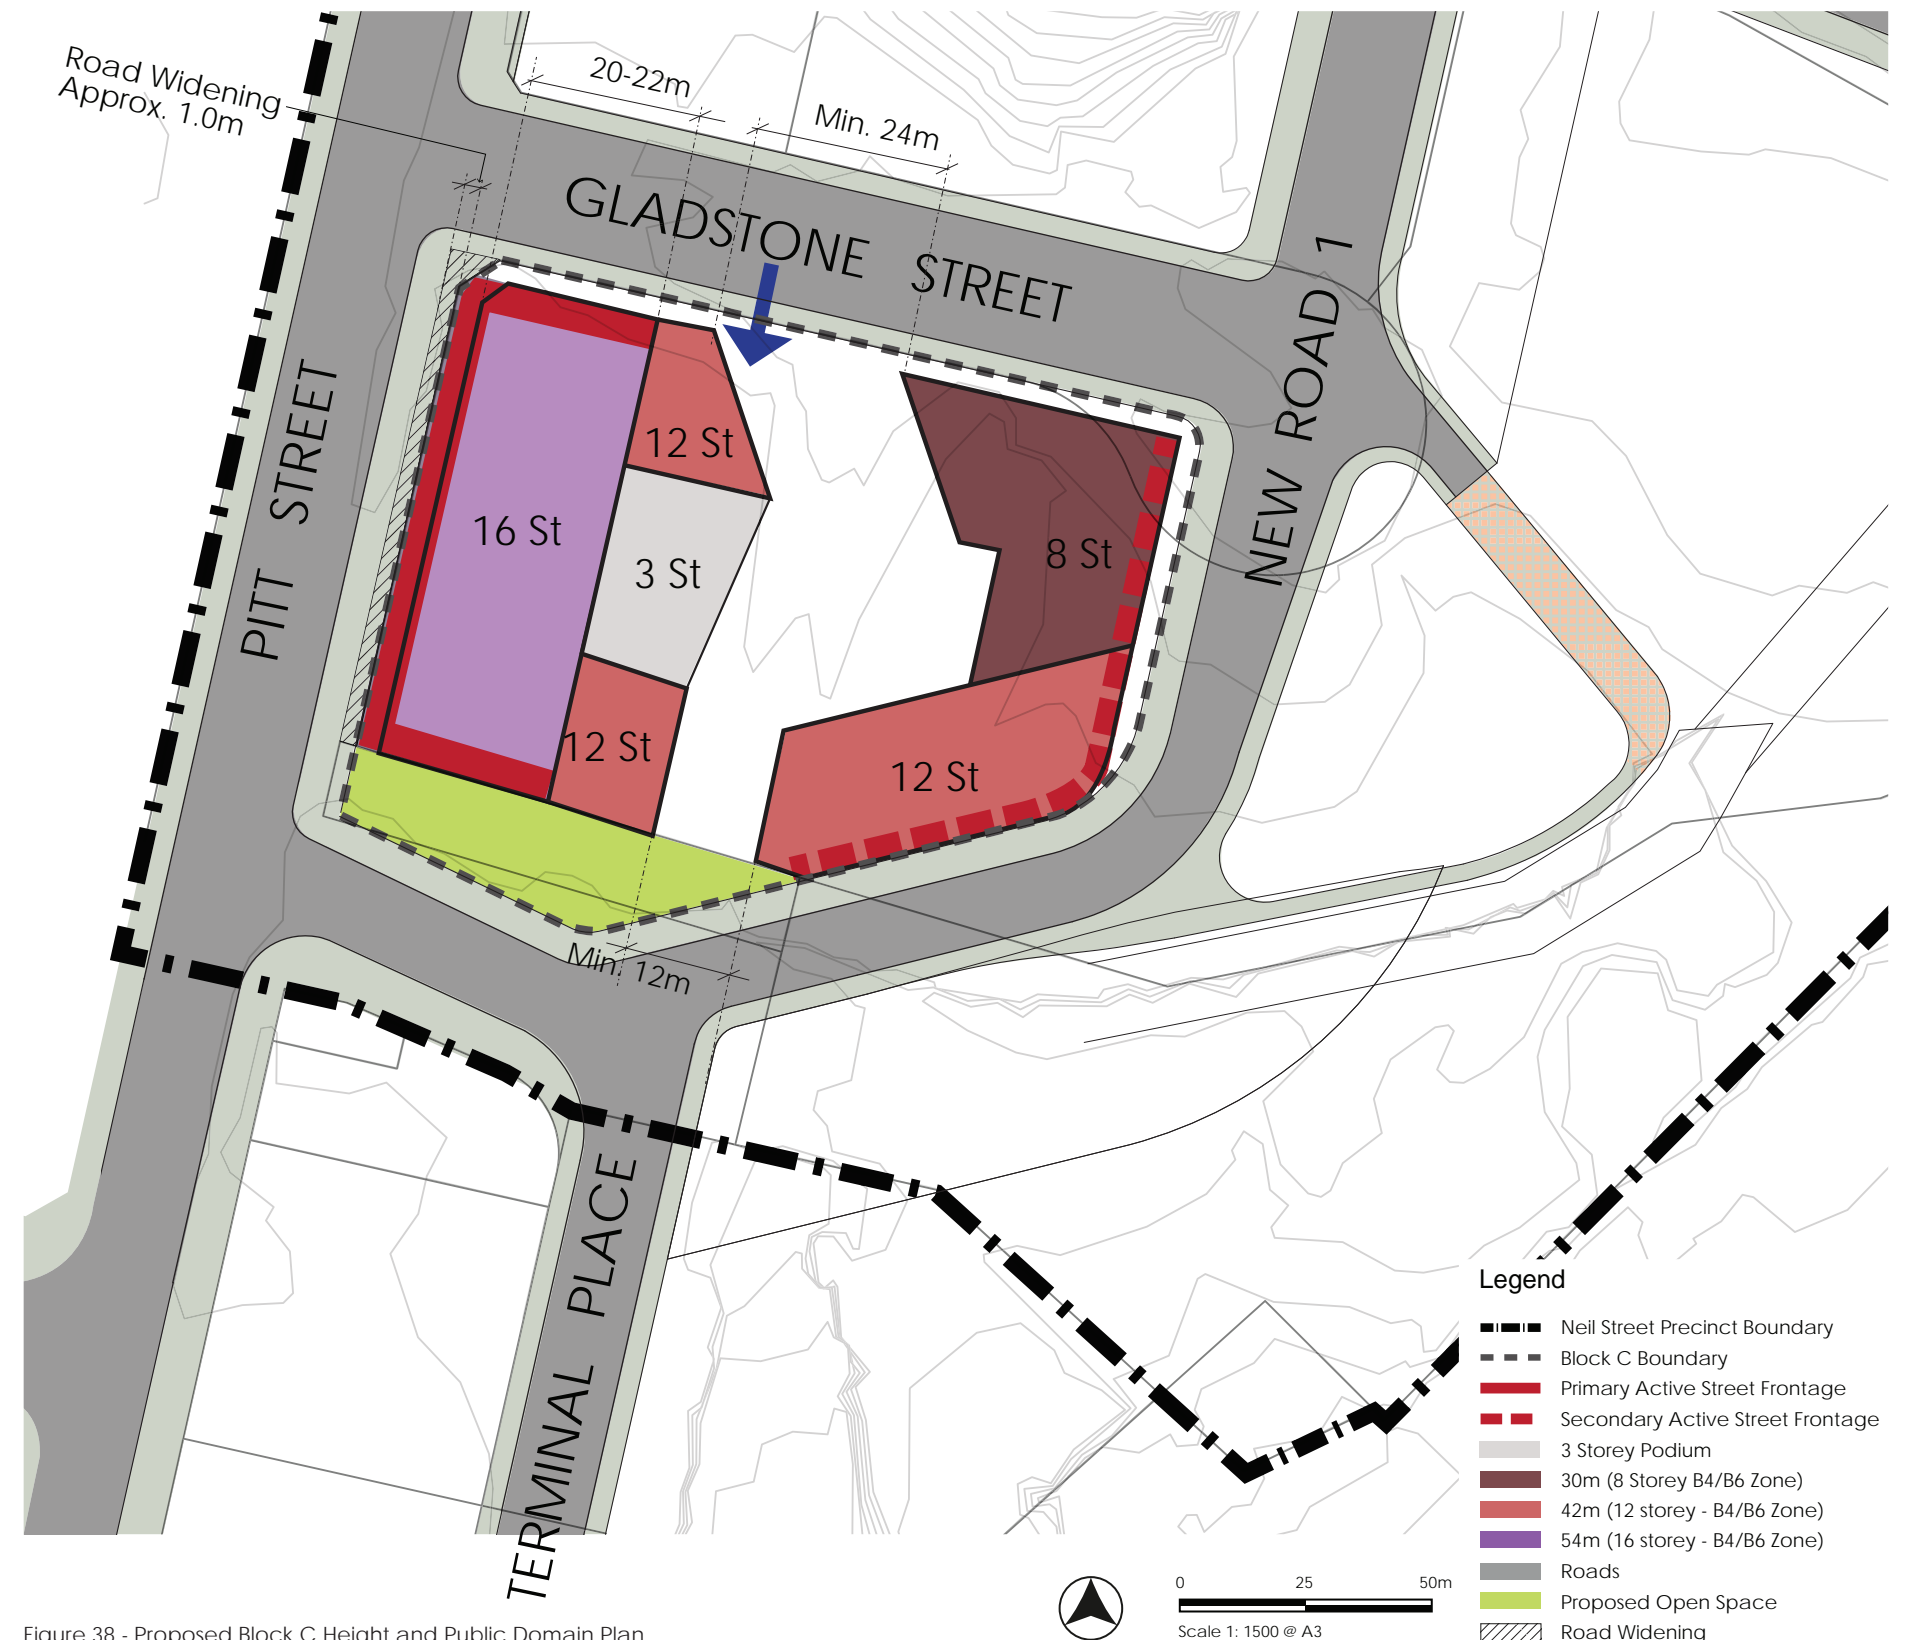 Road Widening
Approx. 1.0m
20-22m
Min. 24m
GLADSTONE STREET
NEW ROAD 1
PITT STREET
12 St
16 St
3 St
8 St
12 St
12 St
Min. 12m
TERMINAL PLACE
Legend
Neil Street Precinct Boundary
Block C Boundary
Primary Active Street Frontage
Secondary Active Street Frontage
3 Storey Podium
30m (8 Storey B4/B6 Zone)
42m (12 storey - B4/B6 Zone)
54m (16 storey - B4/B6 Zone)
Roads
Proposed Open Space
Road Widening
0 25 50m
Scale 1: 1500 @ A3
Figure 38 - Proposed Block C Height and Public Domain Plan